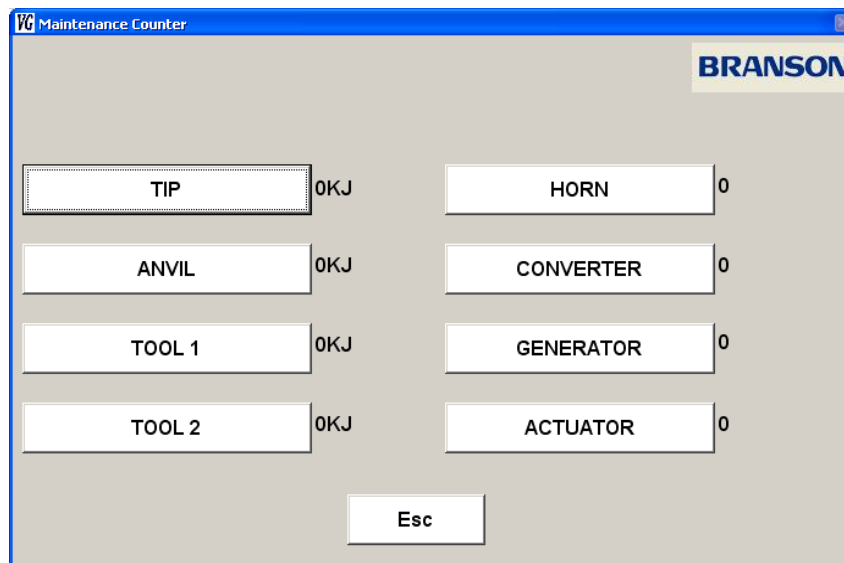 VG Maintenance Counter
BRANSON
TIP 0KJ HORN 0
ANVIL 0KJ CONVERTER 0
TOOL 1 0KJ GENERATOR 0
TOOL 2 0KJ ACTUATOR 0
Esc